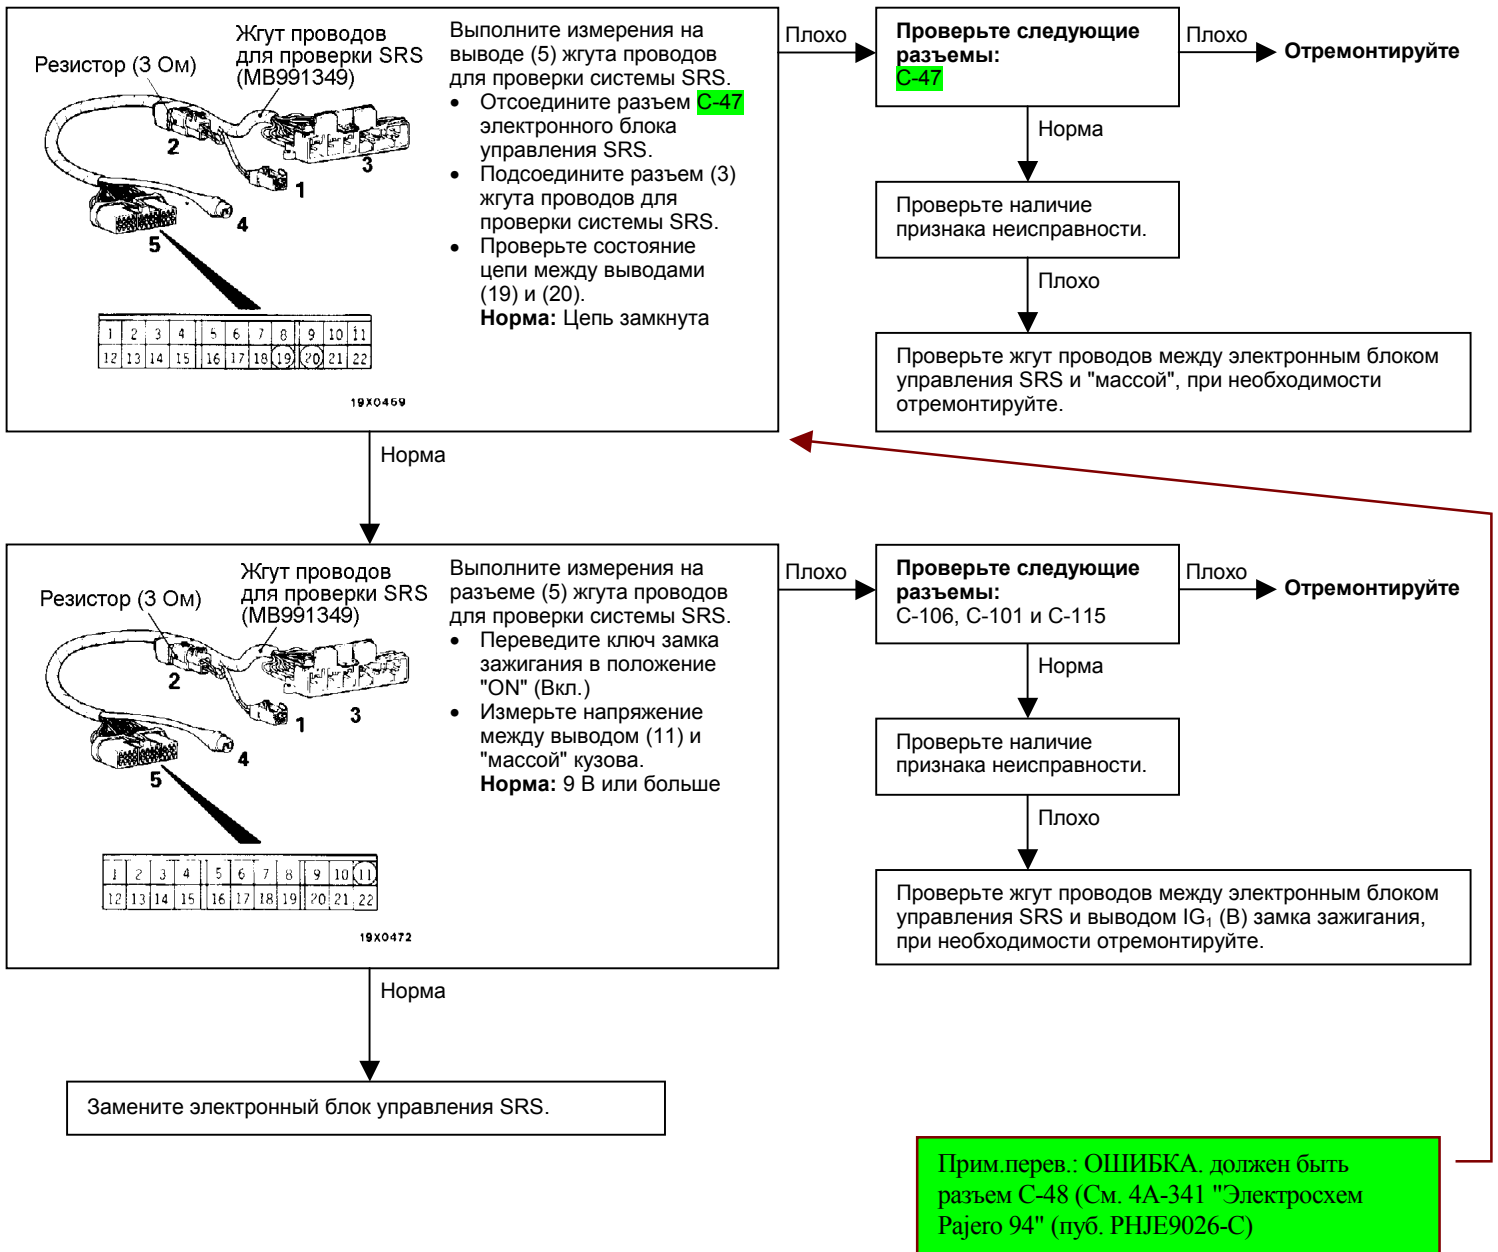 Резистор (3 Ом)
Жгут проводов
для проверки SRS
(MB991349)
2
3
1
4
5
1 2 3 4 5 6 7 8 9 10 11
12 13 14 15 16 17 18 19 20 21 22
19X0469
Выполните измерения на
выводе (5) жгута проводов
для проверки системы SRS.
• Отсоедините разъем С-47
электронного блока
управления SRS.
• Подсоедините разъем (3)
жгута проводов для
проверки системы SRS.
• Проверьте состояние
цепи между выводами
(19) и (20).
Норма: Цепь замкнута
Плохо
Проверьте следующие
разъемы:
С-47
Плохо
Отремонтируйте
Норма
Проверьте наличие
признака неисправности.
Плохо
Проверьте жгут проводов между электронным блоком
управления SRS и "массой", при необходимости
отремонтируйте.
Норма
Резистор (3 Ом)
Жгут проводов
для проверки SRS
(MB991349)
2
3
1
4
5
1 2 3 4 5 6 7 8 9 10 11
12 13 14 15 16 17 18 19 20 21 22
19X0472
Выполните измерения на
разъеме (5) жгута проводов
для проверки системы SRS.
• Переведите ключ замка
зажигания в положение
"ON" (Вкл.)
• Измерьте напряжение
между выводом (11) и
"массой" кузова.
Норма: 9 В или больше
Плохо
Проверьте следующие
разъемы:
С-106, С-101 и С-115
Плохо
Отремонтируйте
Норма
Проверьте наличие
признака неисправности.
Плохо
Проверьте жгут проводов между электронным блоком
управления SRS и выводом IG₁ (B) замка зажигания,
при необходимости отремонтируйте.
Норма
Замените электронный блок управления SRS.
Прим.перев.: ОШИБКА. должен быть
разъем С-48 (См. 4А-341 "Электросхем
Pajero 94" (пуб. PHJE9026-C)